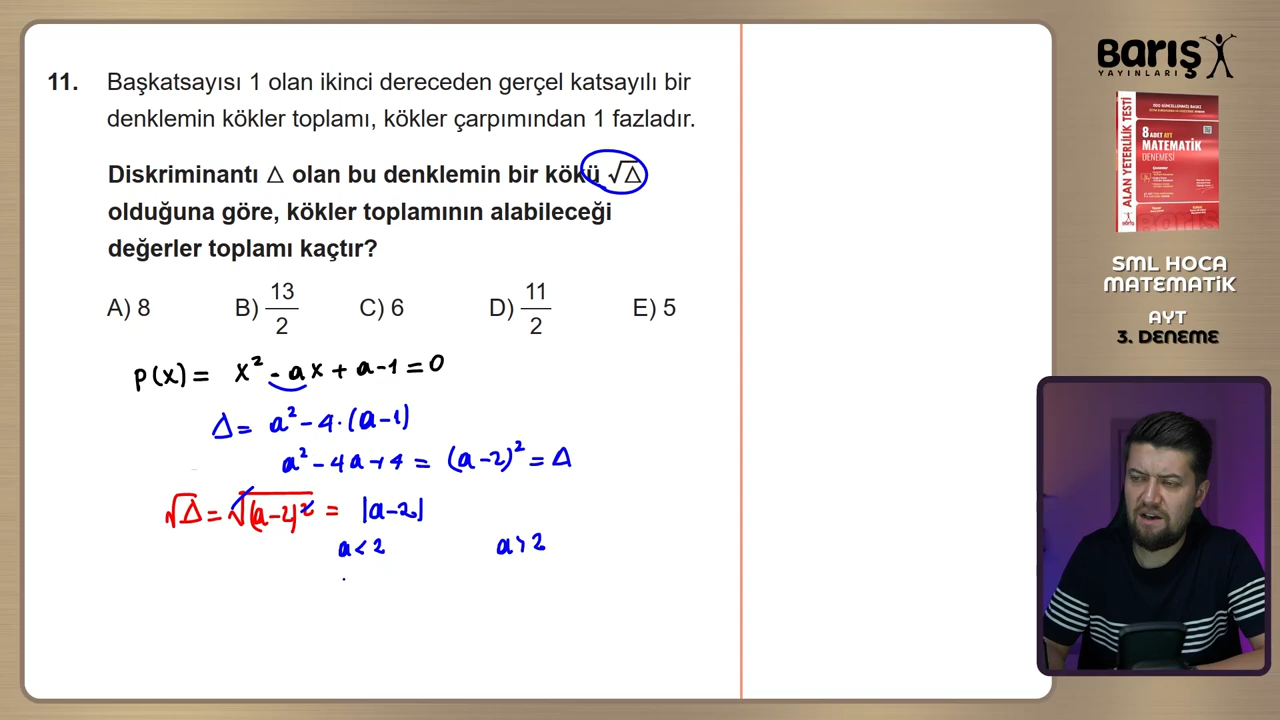 11. Başkatsayısı 1 olan ikinci dereceden gerçel katsayılı bir
denklemin kökler toplamı, kökler çarpımından 1 fazladır.
Diskriminantı △ olan bu denklemin bir kökü √△
olduğuna göre, kökler toplamının alabileceği
değerler toplamı kaçtır?
A) 8 B) 13/2 C) 6 D) 11/2 E) 5
P(x) = x² - ax + a-1 = 0
Δ = a² - 4·(a-1)
a² - 4a + 4 = (a-2)² = Δ
√Δ = √(a-2)² = |a-2|
a < 2 a > 2
Barış
YAYINLARI
ALAN YETERLİLİK TESTİ
8 ADET AYT
MATEMATİK
DENEMESİ
BARIŞ
SML HOCA
MATEMATİK
AYT
3. DENEME